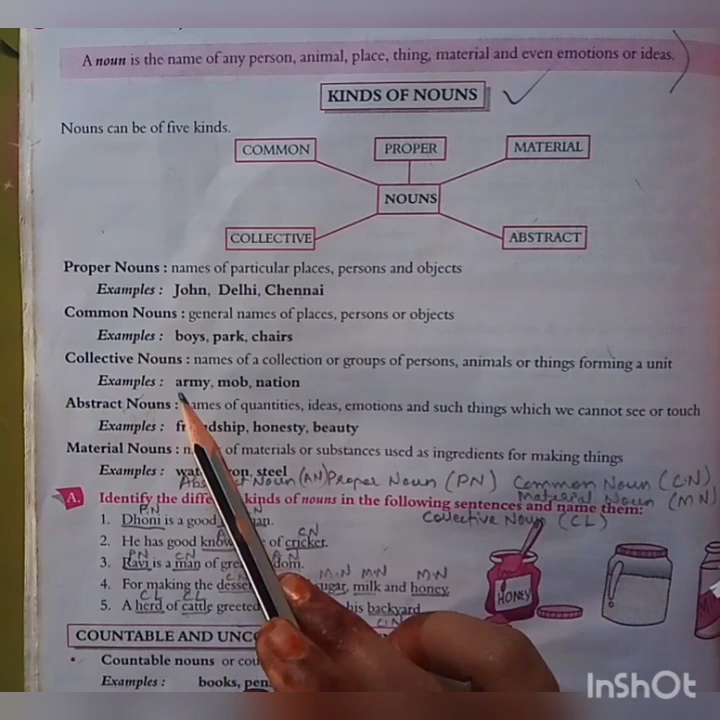 A noun is the name of any person, animal, place, thing, material and even emotions or ideas.
KINDS OF NOUNS
Nouns can be of five kinds.
COMMON PROPER MATERIAL
NOUNS
COLLECTIVE ABSTRACT
Proper Nouns : names of particular places, persons and objects
Examples : John, Delhi, Chennai
Common Nouns : general names of places, persons or objects
Examples : boys, park, chairs
Collective Nouns : names of a collection or groups of persons, animals or things forming a unit
Examples : army, mob, nation
Abstract Nouns : names of quantities, ideas, emotions and such things which we cannot see or touch
Examples : honesty, beauty
Material Nouns : of materials or substances used as ingredients for making things
Examples : steel
Noun (AN) Proper Noun (PN) Common Noun (C.N)
Material Noun (MN)
A. Identify the kinds of nouns in the following sentences and name them:
Collective Noun (CL)
P.N
1. Dhoni is a good
C.N
2. He has good of cricket.
P.N C.N A.N
3. Ravi is a man of
M.N M.N M.N
4. For making the sugar, milk and honey.
C.L C.L
5. A herd of cattle greeted his backyard
C.N
HONEY
COUNTABLE AND
• Countable nouns or
Examples : books,
InShOt